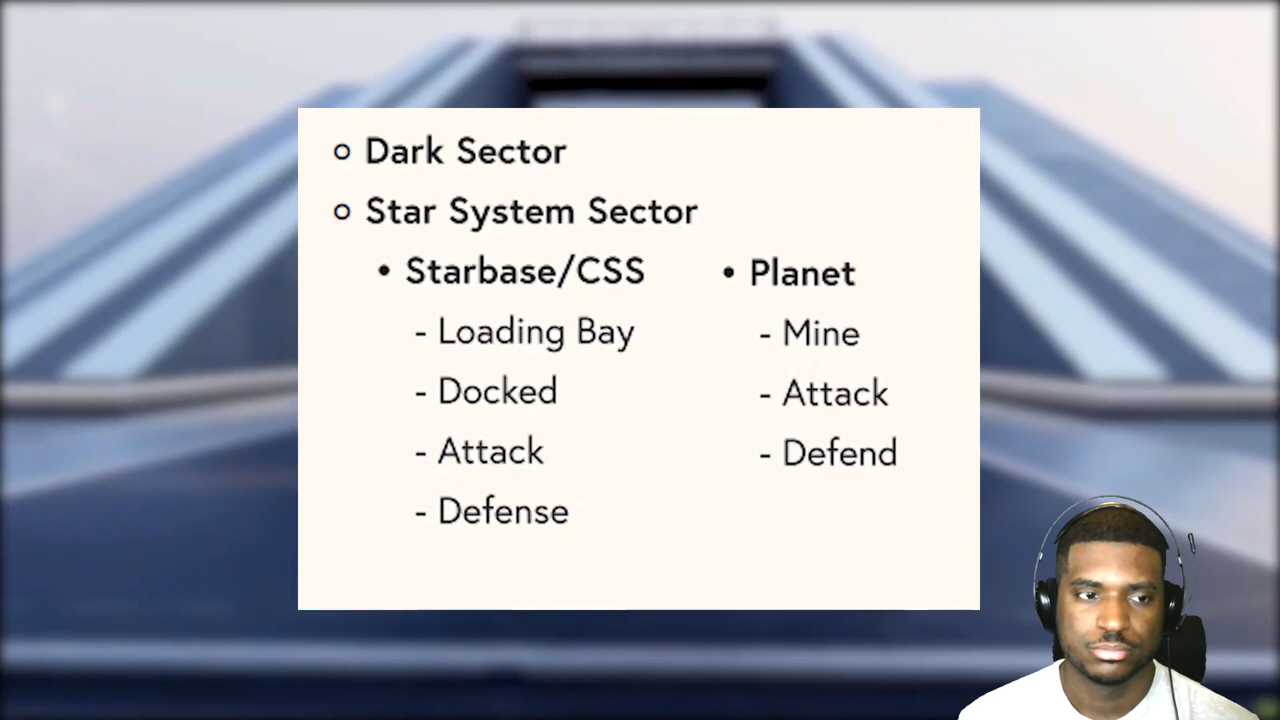 Dark Sector
Star System Sector
• Starbase/CSS
- Loading Bay
- Docked
- Attack
- Defense
• Planet
- Mine
- Attack
- Defend